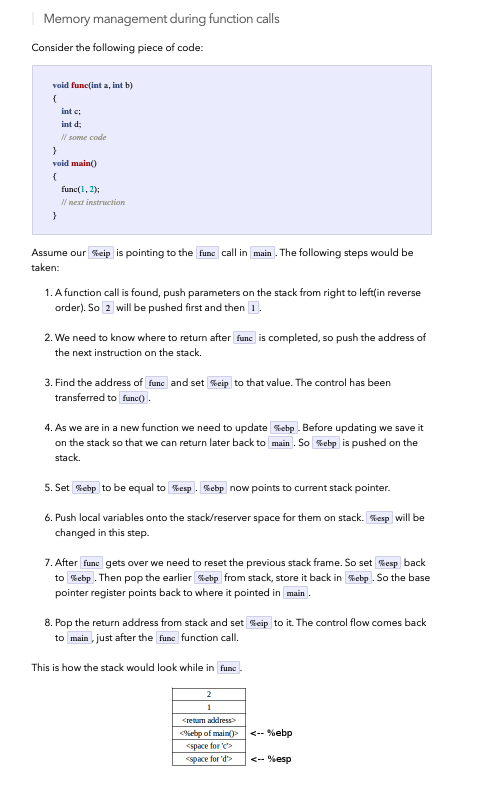 Memory management during function calls
Consider the following piece of code:
void func(int a, int b)
{
int c;
int d;
// some code
}
void main()
{
func(1, 2);
// next instruction
}
Assume our %eip is pointing to the func call in main. The following steps would be
taken:
1. A function call is found, push parameters on the stack from right to left(in reverse
order). So 2 will be pushed first and then 1.
2. We need to know where to return after func is completed, so push the address of
the next instruction on the stack.
3. Find the address of func and set %eip to that value. The control has been
transferred to func().
4. As we are in a new function we need to update %ebp. Before updating we save it
on the stack so that we can return later back to main. So %ebp is pushed on the
stack.
5. Set %ebp to be equal to %esp. %ebp now points to current stack pointer.
6. Push local variables onto the stack/reserver space for them on stack. %esp will be
changed in this step.
7. After func gets over we need to reset the previous stack frame. So set %esp back
to %ebp. Then pop the earlier %ebp from stack, store it back in %ebp. So the base
pointer register points back to where it pointed in main.
8. Pop the return address from stack and set %eip to it. The control flow comes back
to main, just after the func function call.
This is how the stack would look while in func.
2
1
<return address>
<%ebp of main()> <-- %ebp
<space for 'c'>
<space for 'd'> <-- %esp